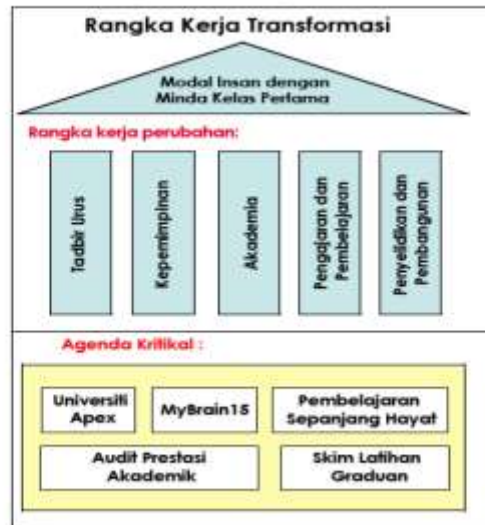 Rangka Kerja Transformasi
Modal Insan dengan
Minda Kelas Pertama
Rangka kerja perubahan:
Tadbir Urus
Kepemimpinan
Akademia
Pengajaran dan
Pembelajaran
Penyelidikan dan
Pembangunan
Agenda Kritikal :
Universiti
Apex
MyBrain15
Pembelajaran
Sepanjang Hayat
Audit Prestasi
Akademik
Skim Latihan
Graduan